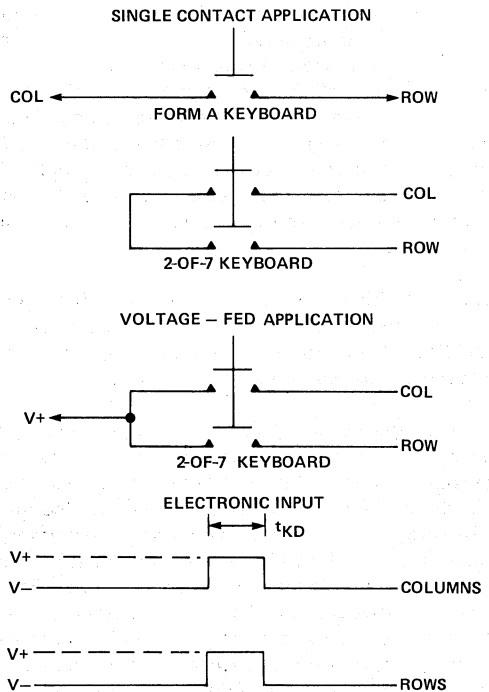 SINGLE CONTACT APPLICATION
COL
ROW
FORM A KEYBOARD
COL
ROW
2-OF-7 KEYBOARD
VOLTAGE – FED APPLICATION
COL
V+
ROW
2-OF-7 KEYBOARD
ELECTRONIC INPUT
tKD
V+
V–
COLUMNS
V+
V–
ROWS